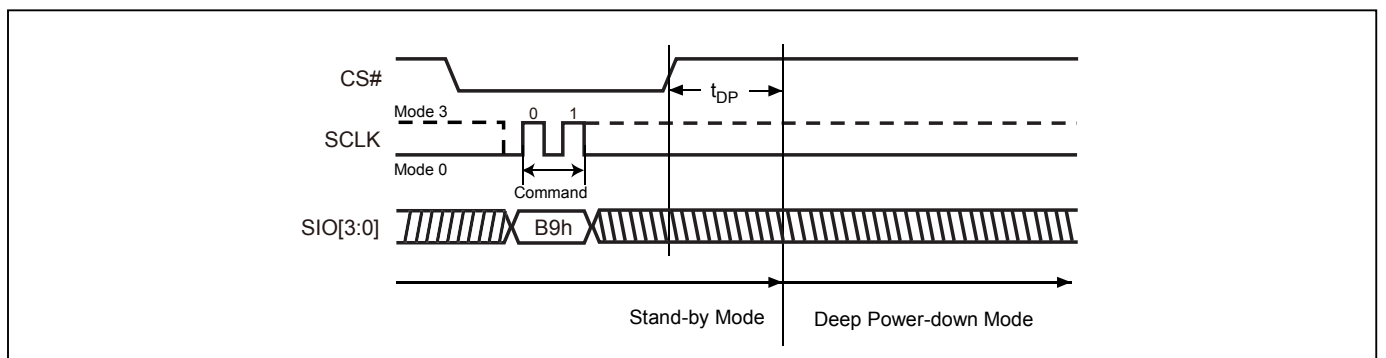 CS#
tDP
Mode 3
0 1
SCLK
Mode 0
Command
SIO[3:0]
B9h
Stand-by Mode
Deep Power-down Mode